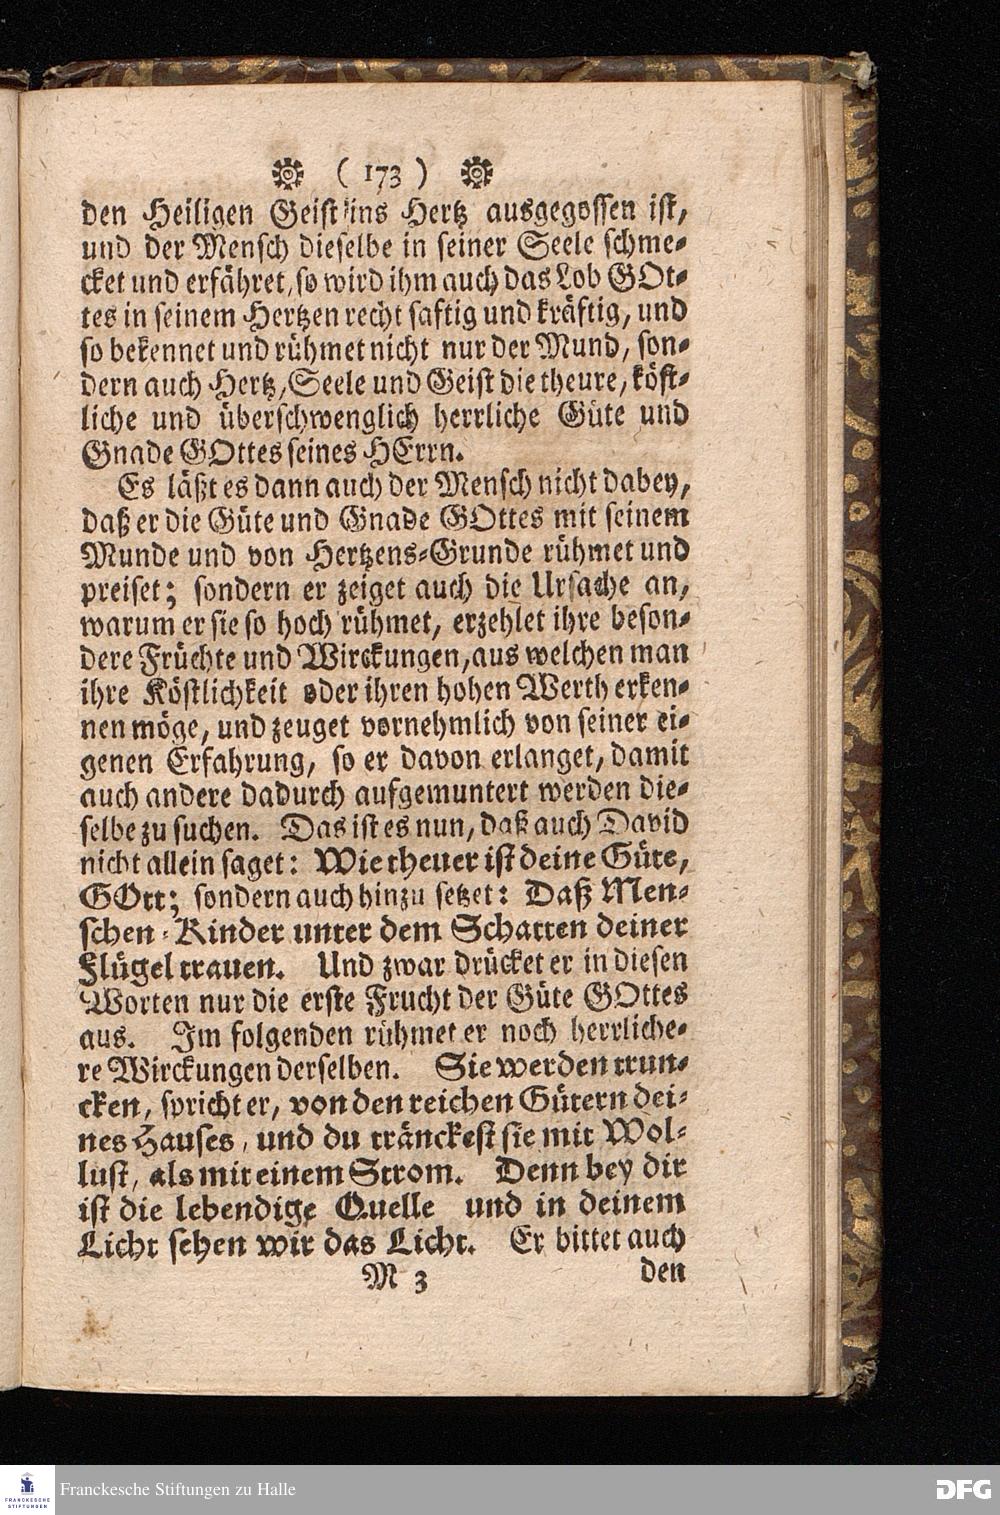 ( 173 )
den Heiligen Geist ins Hertz ausgegossen ist,
und der Mensch dieselbe in seiner Seele schme-
cket und erfähret, so wird ihm auch das Lob GOt-
tes in seinem Hertzen recht saftig und kräftig, und
so bekennet und rühmet nicht nur der Mund, son-
dern auch Hertz, Seele und Geist die theure, köst-
liche und überschwenglich herrliche Güte und
Gnade GOttes seines HErrn.
Es läßt es dann auch der Mensch nicht dabey,
daß er die Güte und Gnade GOttes mit seinem
Munde und von Hertzens-Grunde rühmet und
preiset; sondern er zeiget auch die Ursache an,
warum er sie so hoch rühmet, erzehlet ihre beson-
dere Früchte und Wirckungen, aus welchen man
ihre Köstlichkeit oder ihren hohen Werth erken-
nen möge, und zeuget vornehmlich von seiner ei-
genen Erfahrung, so er davon erlanget, damit
auch andere dadurch aufgemuntert werden die-
selbe zu suchen. Das ist es nun, daß auch David
nicht allein saget: Wie theuer ist deine Güte,
GOtt; sondern auch hinzu setzet: Daß Men-
schen-Kinder unter dem Schatten deiner
Flügel trauen. Und zwar drücket er in diesen
Worten nur die erste Frucht der Güte GOttes
aus. Im folgenden rühmet er noch herrliche-
re Wirckungen derselben. Sie werden trun-
cken, spricht er, von den reichen Gütern dei-
nes Hauses, und du tränckest sie mit Wol-
lust, als mit einem Strom. Denn bey dir
ist die lebendige Quelle und in deinem
Licht sehen wir das Licht. Er bittet auch
M 3 den
FRANCKESCHE STIFTUNGEN
Franckesche Stiftungen zu Halle
DFG